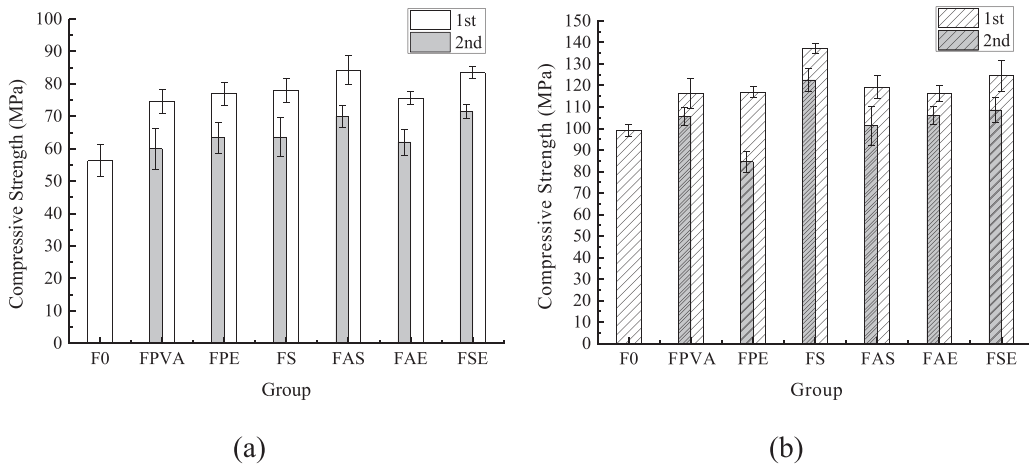 100
90
80
70
60
50
40
30
20
10
0
Compressive Strength (MPa)
1st
2nd
F0 FPVA FPE FS FAS FAE FSE
Group
(a)
150
140
130
120
110
100
90
80
70
60
50
40
30
20
10
0
Compressive Strength (MPa)
1st
2nd
F0 FPVA FPE FS FAS FAE FSE
Group
(b)